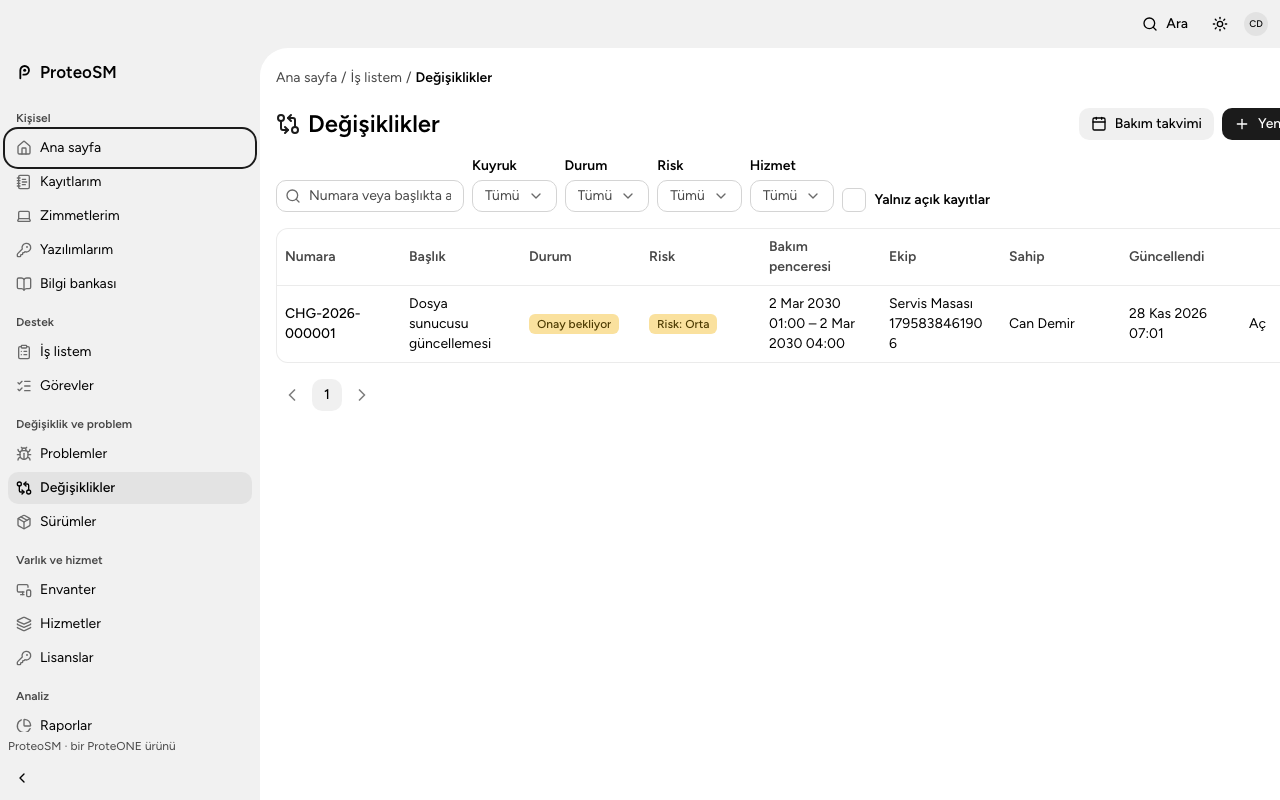 Ara
CD
ProteoSM
Kişisel
Ana sayfa
Kayıtlarım
Zimmetlerim
Yazılımlarım
Bilgi bankası
Destek
İş listem
Görevler
Değişiklik ve problem
Problemler
Değişiklikler
Sürümler
Varlık ve hizmet
Envanter
Hizmetler
Lisanslar
Analiz
Raporlar
ProteoSM · bir ProteONE ürünü
Ana sayfa / İş listem / Değişiklikler
Değişiklikler
Bakım takvimi
Yen
Kuyruk
Durum
Risk
Hizmet
Numara veya başlıkta a
Tümü
Tümü
Tümü
Tümü
Yalnız açık kayıtlar
Numara
Başlık
Durum
Risk
Bakım
penceresi
Ekip
Sahip
Güncellendi
CHG-2026-
000001
Dosya
sunucusu
güncellemesi
Onay bekliyor
Risk: Orta
2 Mar 2030
01:00 – 2 Mar
2030 04:00
Servis Masası
179583846190
6
Can Demir
28 Kas 2026
07:01
Aç
1